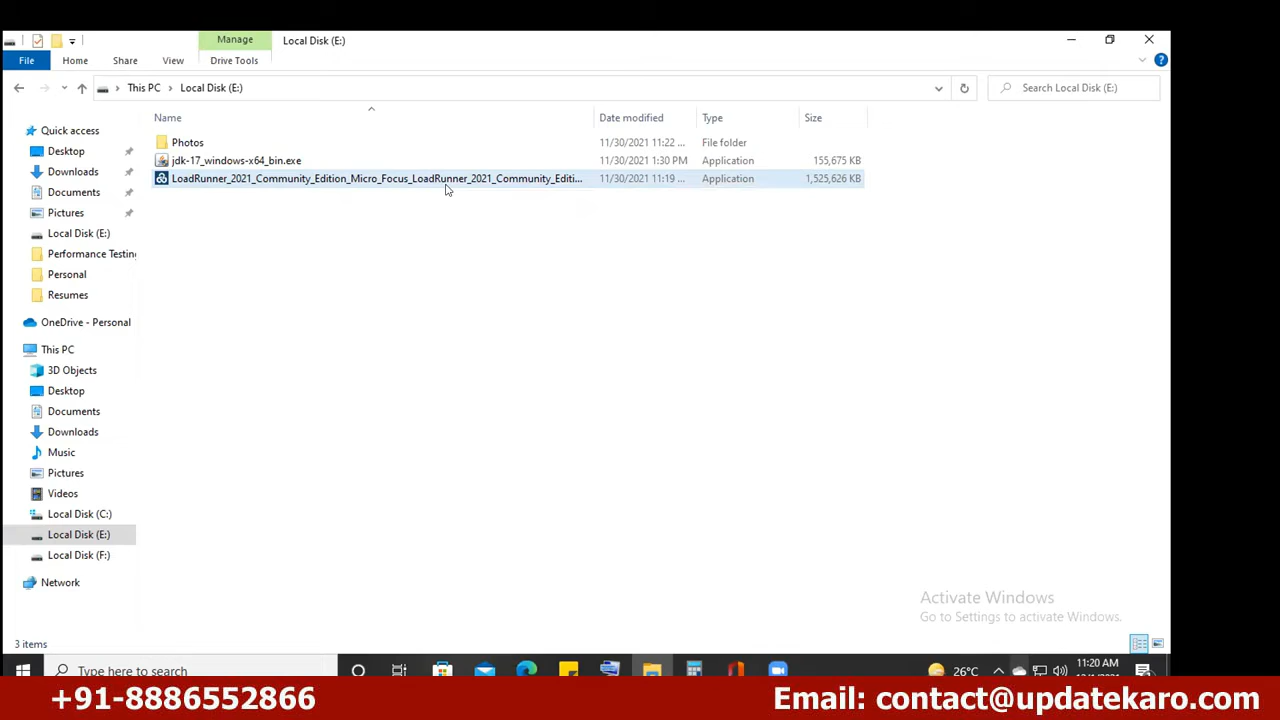 Manage
Local Disk (E:)
File
Home
Share
View
Drive Tools
This PC
Local Disk (E:)
Search Local Disk (E:)
Name
Date modified
Type
Size
Quick access
Desktop
Downloads
Documents
Pictures
Local Disk (E:)
Performance Testing
Personal
Resumes
OneDrive - Personal
This PC
3D Objects
Desktop
Documents
Downloads
Music
Pictures
Videos
Local Disk (C:)
Local Disk (E:)
Local Disk (F:)
Network
Photos 11/30/2021 11:22 ... File folder
jdk-17_windows-x64_bin.exe 11/30/2021 1:30 PM Application 155,675 KB
LoadRunner_2021_Community_Edition_Micro_Focus_LoadRunner_2021_Community_Editi... 11/30/2021 11:19 ... Application 1,525,626 KB
Activate Windows
Go to Settings to activate Windows.
3 items
Type here to search
26°C
11:20 AM
+91-8886552866
Email: contact@updatekaro.com